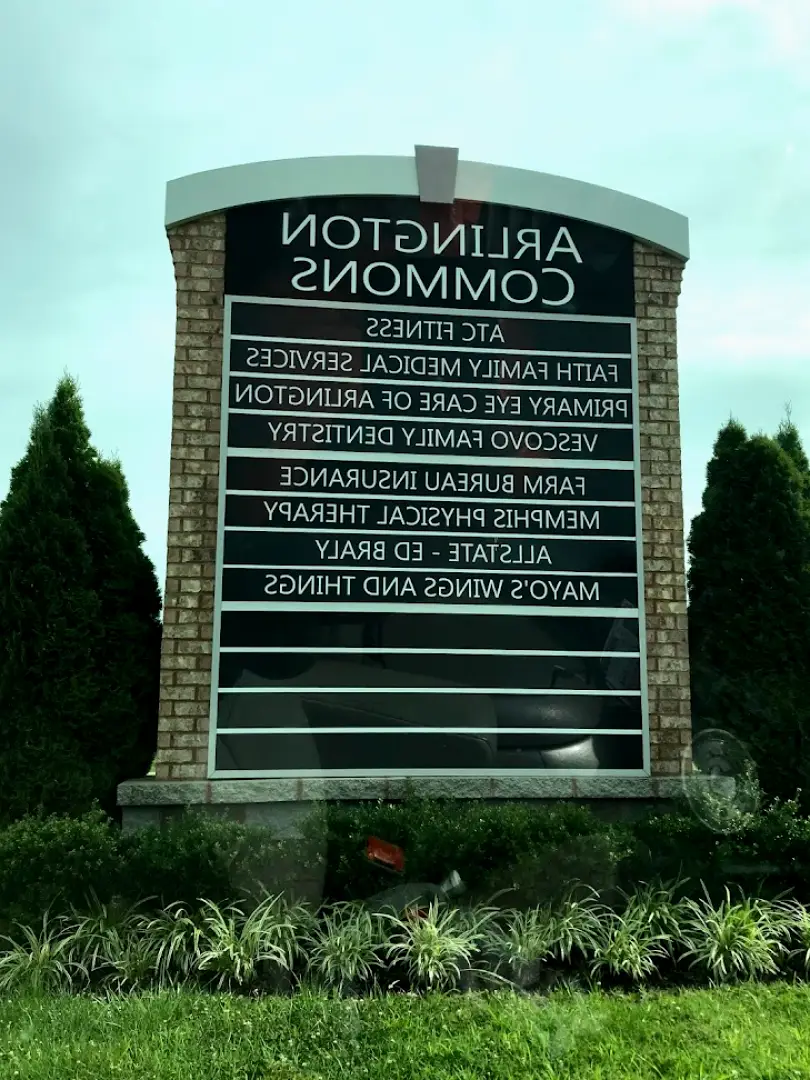 ARLINGTON
COMMONS
ATC FITNESS
FAITH FAMILY MEDICAL SERVICES
PRIMARY EYE CARE OF ARLINGTON
VESCOVO FAMILY DENTISTRY
FARM BUREAU INSURANCE
MEMPHIS PHYSICAL THERAPY
ALLSTATE - ED BRALY
MAYO'S WINGS AND THINGS